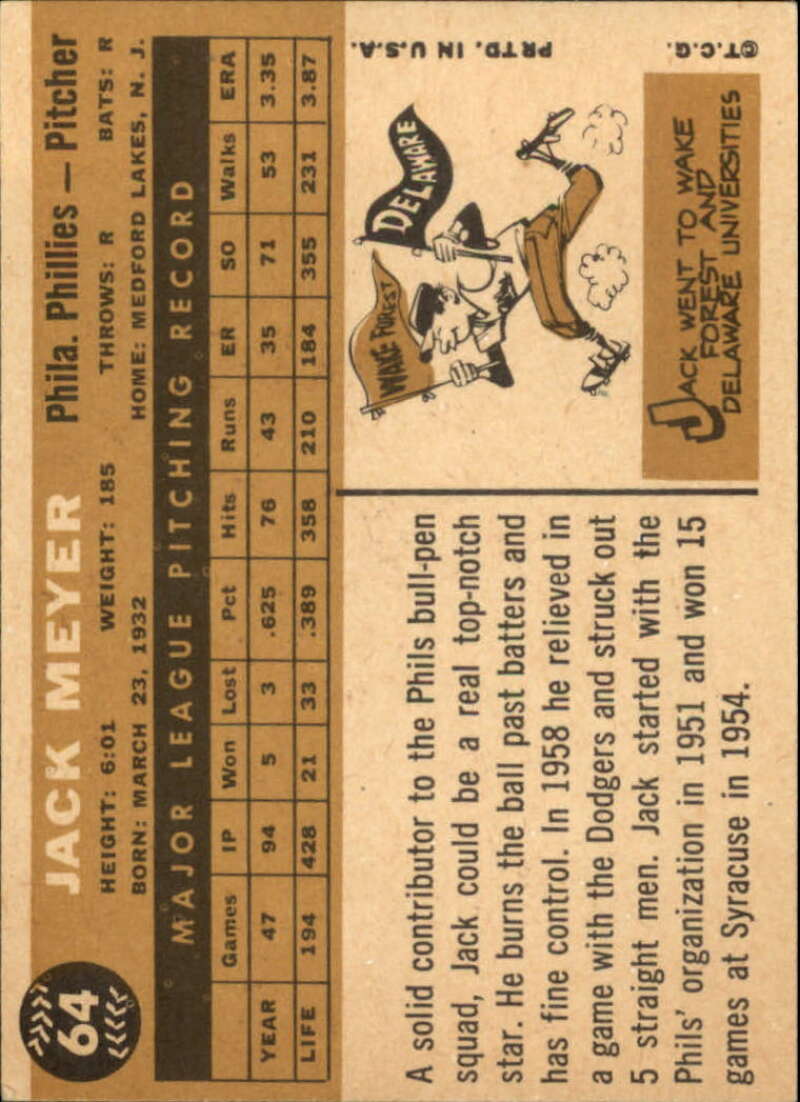 64
JACK MEYER Phila. Phillies — Pitcher
HEIGHT: 6:01 WEIGHT: 185 THROWS: R BATS: R
BORN: MARCH 23, 1932 HOME: MEDFORD LAKES, N. J.
MAJOR LEAGUE PITCHING RECORD
Games IP Won Lost Pct Hits Runs ER SO Walks ERA
YEAR 47 94 5 3 .625 76 43 35 71 53 3.35
LIFE 194 428 21 33 .389 358 210 184 355 231 3.87
A solid contributor to the Phils bull-pen
squad, Jack could be a real top-notch
star. He burns the ball past batters and
has fine control. In 1958 he relieved in
a game with the Dodgers and struck out
5 straight men. Jack started with the
Phils' organization in 1951 and won 15
games at Syracuse in 1954.
WAKE FOREST
DELAWARE
JACK WENT TO WAKE
FOREST AND
DELAWARE UNIVERSITIES
©T.C.G. PRTD. IN U.S.A.